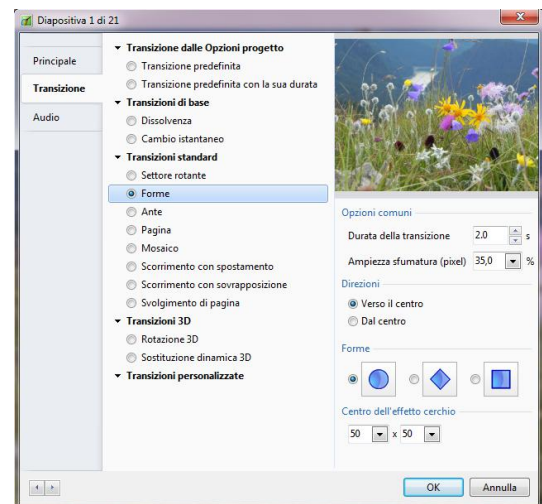 Diapositiva 1 di 21
Principale
Transizione
Audio
Transizione dalle Opzioni progetto
Transizione predefinita
Transizione predefinita con la sua durata
Transizioni di base
Dissolvenza
Cambio istantaneo
Transizioni standard
Settore rotante
Forme
Ante
Pagina
Mosaico
Scorrimento con spostamento
Scorrimento con sovrapposizione
Svolgimento di pagina
Transizioni 3D
Rotazione 3D
Sostituzione dinamica 3D
Transizioni personalizzate
Opzioni comuni
Durata della transizione 2.0 s
Ampiezza sfumatura (pixel) 35,0 %
Direzioni
Verso il centro
Dal centro
Forme
Centro dell'effetto cerchio
50 x 50
OK Annulla